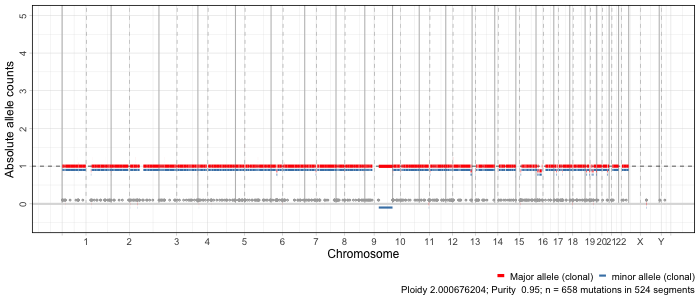 Absolute allele counts
5
4
3
2
1
0
1 2 3 4 5 6 7 8 9 10 11 12 13 14 15 16 17 18 19 20 21 22 X Y
Chromosome
Major allele (clonal) minor allele (clonal)
Ploidy 2.000676204; Purity 0.95; n = 658 mutations in 524 segments